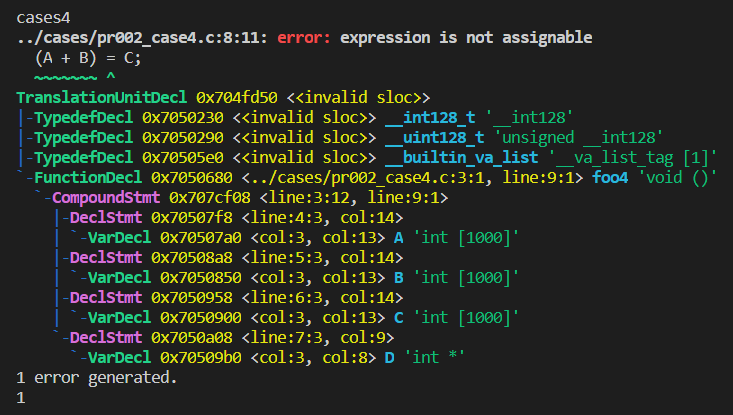 cases4
../cases/pr002_case4.c:8:11: error: expression is not assignable
  (A + B) = C;
  ~~~~~~~ ^
TranslationUnitDecl 0x704fd50 <<invalid sloc>>
|-TypedefDecl 0x7050230 <<invalid sloc>> __int128_t '__int128'
|-TypedefDecl 0x7050290 <<invalid sloc>> __uint128_t 'unsigned __int128'
|-TypedefDecl 0x70505e0 <<invalid sloc>> __builtin_va_list '__va_list_tag [1]'
`-FunctionDecl 0x7050680 <../cases/pr002_case4.c:3:1, line:9:1> foo4 'void ()'
  `-CompoundStmt 0x707cf08 <line:3:12, line:9:1>
    |-DeclStmt 0x70507f8 <line:4:3, col:14>
    | `-VarDecl 0x70507a0 <col:3, col:13> A 'int [1000]'
    |-DeclStmt 0x70508a8 <line:5:3, col:14>
    | `-VarDecl 0x7050850 <col:3, col:13> B 'int [1000]'
    |-DeclStmt 0x7050958 <line:6:3, col:14>
    | `-VarDecl 0x7050900 <col:3, col:13> C 'int [1000]'
    `-DeclStmt 0x7050a08 <line:7:3, col:9>
      `-VarDecl 0x70509b0 <col:3, col:8> D 'int *'
1 error generated.
1